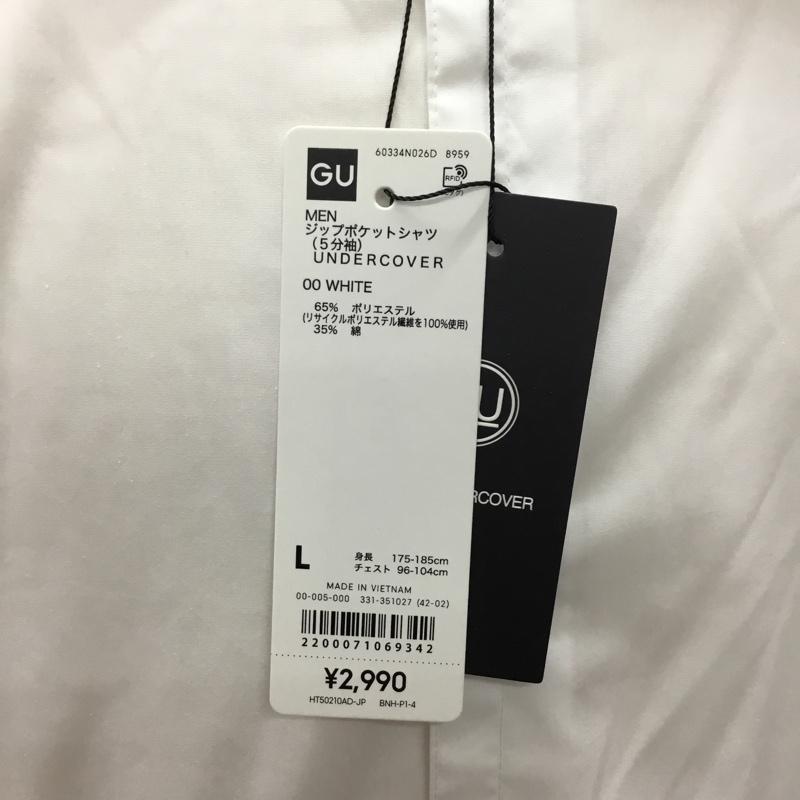 60334N026D 8959
GU
RFID
MEN
ジップポケットシャツ
(5分袖)
UNDERCOVER
00 WHITE
65% ポリエステル
(リサイクルポリエステル繊維を100%使用)
35% 綿
L
身長 175-185cm
チェスト 96-104cm
MADE IN VIETNAM
00-005-000 331-351027 (42-02)
2200071069342
¥2,990
HT50210AD-JP BNH-P1-4
U
RCOVER